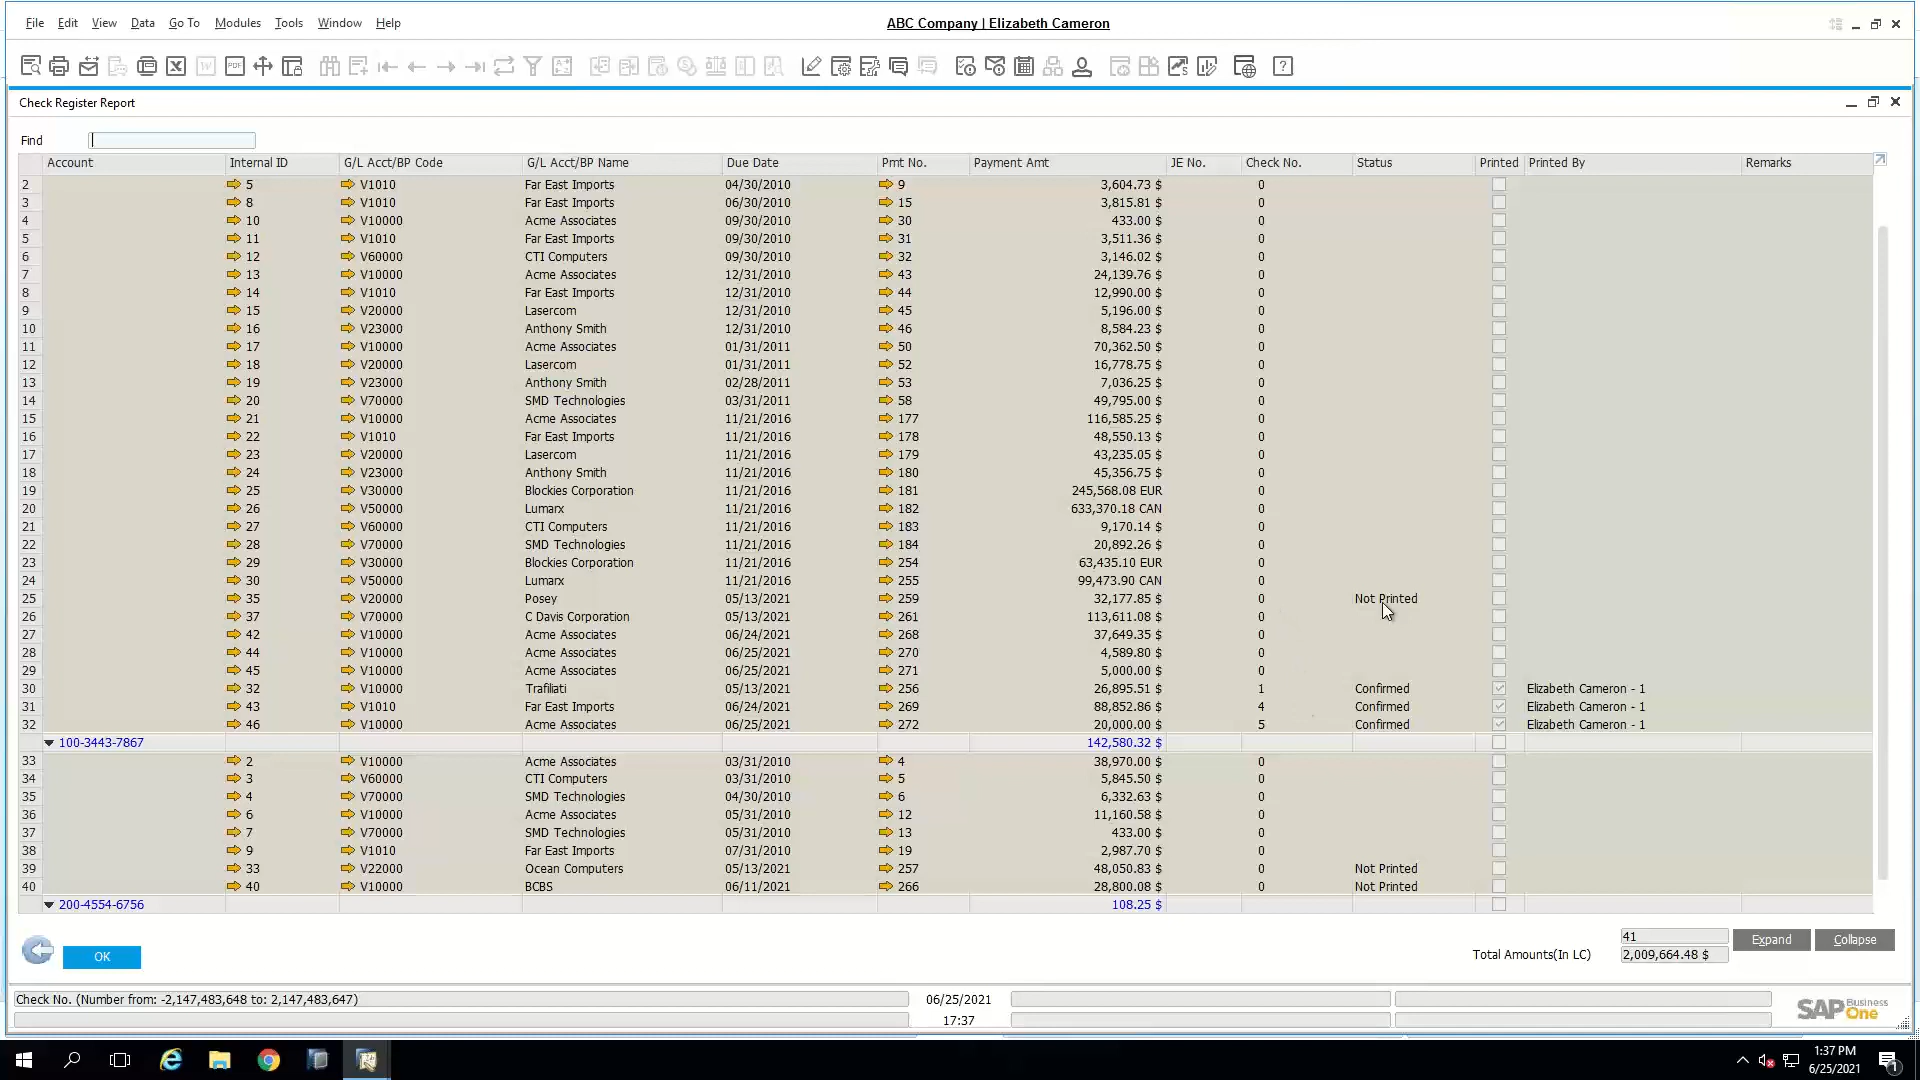 File Edit View Data Go To Modules Tools Window Help ABC Company | Elizabeth Cameron
PDF
Check Register Report
Find
Account Internal ID G/L Acct/BP Code G/L Acct/BP Name Due Date Pmt No. Payment Amt JE No. Check No. Status Printed Printed By Remarks
2 5 V1010 Far East Imports 04/30/2010 9 3,604.73 $ 0
3 8 V1010 Far East Imports 06/30/2010 15 3,815.81 $ 0
4 10 V10000 Acme Associates 09/30/2010 30 433.00 $ 0
5 11 V1010 Far East Imports 09/30/2010 31 3,511.36 $ 0
6 12 V60000 CTI Computers 09/30/2010 32 3,146.02 $ 0
7 13 V10000 Acme Associates 12/31/2010 43 24,139.76 $ 0
8 14 V1010 Far East Imports 12/31/2010 44 12,990.00 $ 0
9 15 V20000 Lasercom 12/31/2010 45 5,196.00 $ 0
10 16 V23000 Anthony Smith 12/31/2010 46 8,584.23 $ 0
11 17 V10000 Acme Associates 01/31/2011 50 70,362.50 $ 0
12 18 V20000 Lasercom 01/31/2011 52 16,778.75 $ 0
13 19 V23000 Anthony Smith 02/28/2011 53 7,036.25 $ 0
14 20 V70000 SMD Technologies 03/31/2011 58 49,795.00 $ 0
15 21 V10000 Acme Associates 11/21/2016 177 116,585.25 $ 0
16 22 V1010 Far East Imports 11/21/2016 178 48,550.13 $ 0
17 23 V20000 Lasercom 11/21/2016 179 43,235.05 $ 0
18 24 V23000 Anthony Smith 11/21/2016 180 45,356.75 $ 0
19 25 V30000 Blockies Corporation 11/21/2016 181 245,568.08 EUR 0
20 26 V50000 Lumarx 11/21/2016 182 633,370.18 CAN 0
21 27 V60000 CTI Computers 11/21/2016 183 9,170.14 $ 0
22 28 V70000 SMD Technologies 11/21/2016 184 20,892.26 $ 0
23 29 V30000 Blockies Corporation 11/21/2016 254 63,435.10 EUR 0
24 30 V50000 Lumarx 11/21/2016 255 99,473.90 CAN 0
25 35 V20000 Posey 05/13/2021 259 32,177.85 $ 0 Not Printed
26 37 V70000 C Davis Corporation 05/13/2021 261 113,611.08 $ 0
27 42 V10000 Acme Associates 06/24/2021 268 37,649.35 $ 0
28 44 V10000 Acme Associates 06/25/2021 270 4,589.80 $ 0
29 45 V10000 Acme Associates 06/25/2021 271 5,000.00 $ 0
30 32 V10000 Trafiliati 05/13/2021 256 26,895.51 $ 1 Confirmed Elizabeth Cameron - 1
31 43 V1010 Far East Imports 06/24/2021 269 88,852.86 $ 4 Confirmed Elizabeth Cameron - 1
32 46 V10000 Acme Associates 06/25/2021 272 20,000.00 $ 5 Confirmed Elizabeth Cameron - 1
100-3443-7867 142,580.32 $
33 2 V10000 Acme Associates 03/31/2010 4 38,970.00 $ 0
34 3 V60000 CTI Computers 03/31/2010 5 5,845.50 $ 0
35 4 V70000 SMD Technologies 04/30/2010 6 6,332.63 $ 0
36 6 V10000 Acme Associates 05/31/2010 12 11,160.58 $ 0
37 7 V70000 SMD Technologies 05/31/2010 13 433.00 $ 0
38 9 V1010 Far East Imports 07/31/2010 19 2,987.70 $ 0
39 33 V22000 Ocean Computers 05/13/2021 257 48,050.83 $ 0 Not Printed
40 40 V10000 BCBS 06/11/2021 266 28,800.08 $ 0 Not Printed
200-4554-6756 108.25 $
41 Expand Collapse
OK Total Amounts(In LC) 2,009,664.48 $
Check No. (Number from: -2,147,483,648 to: 2,147,483,647) 06/25/2021
17:37
SAP Business One
1:37 PM
6/25/2021
1